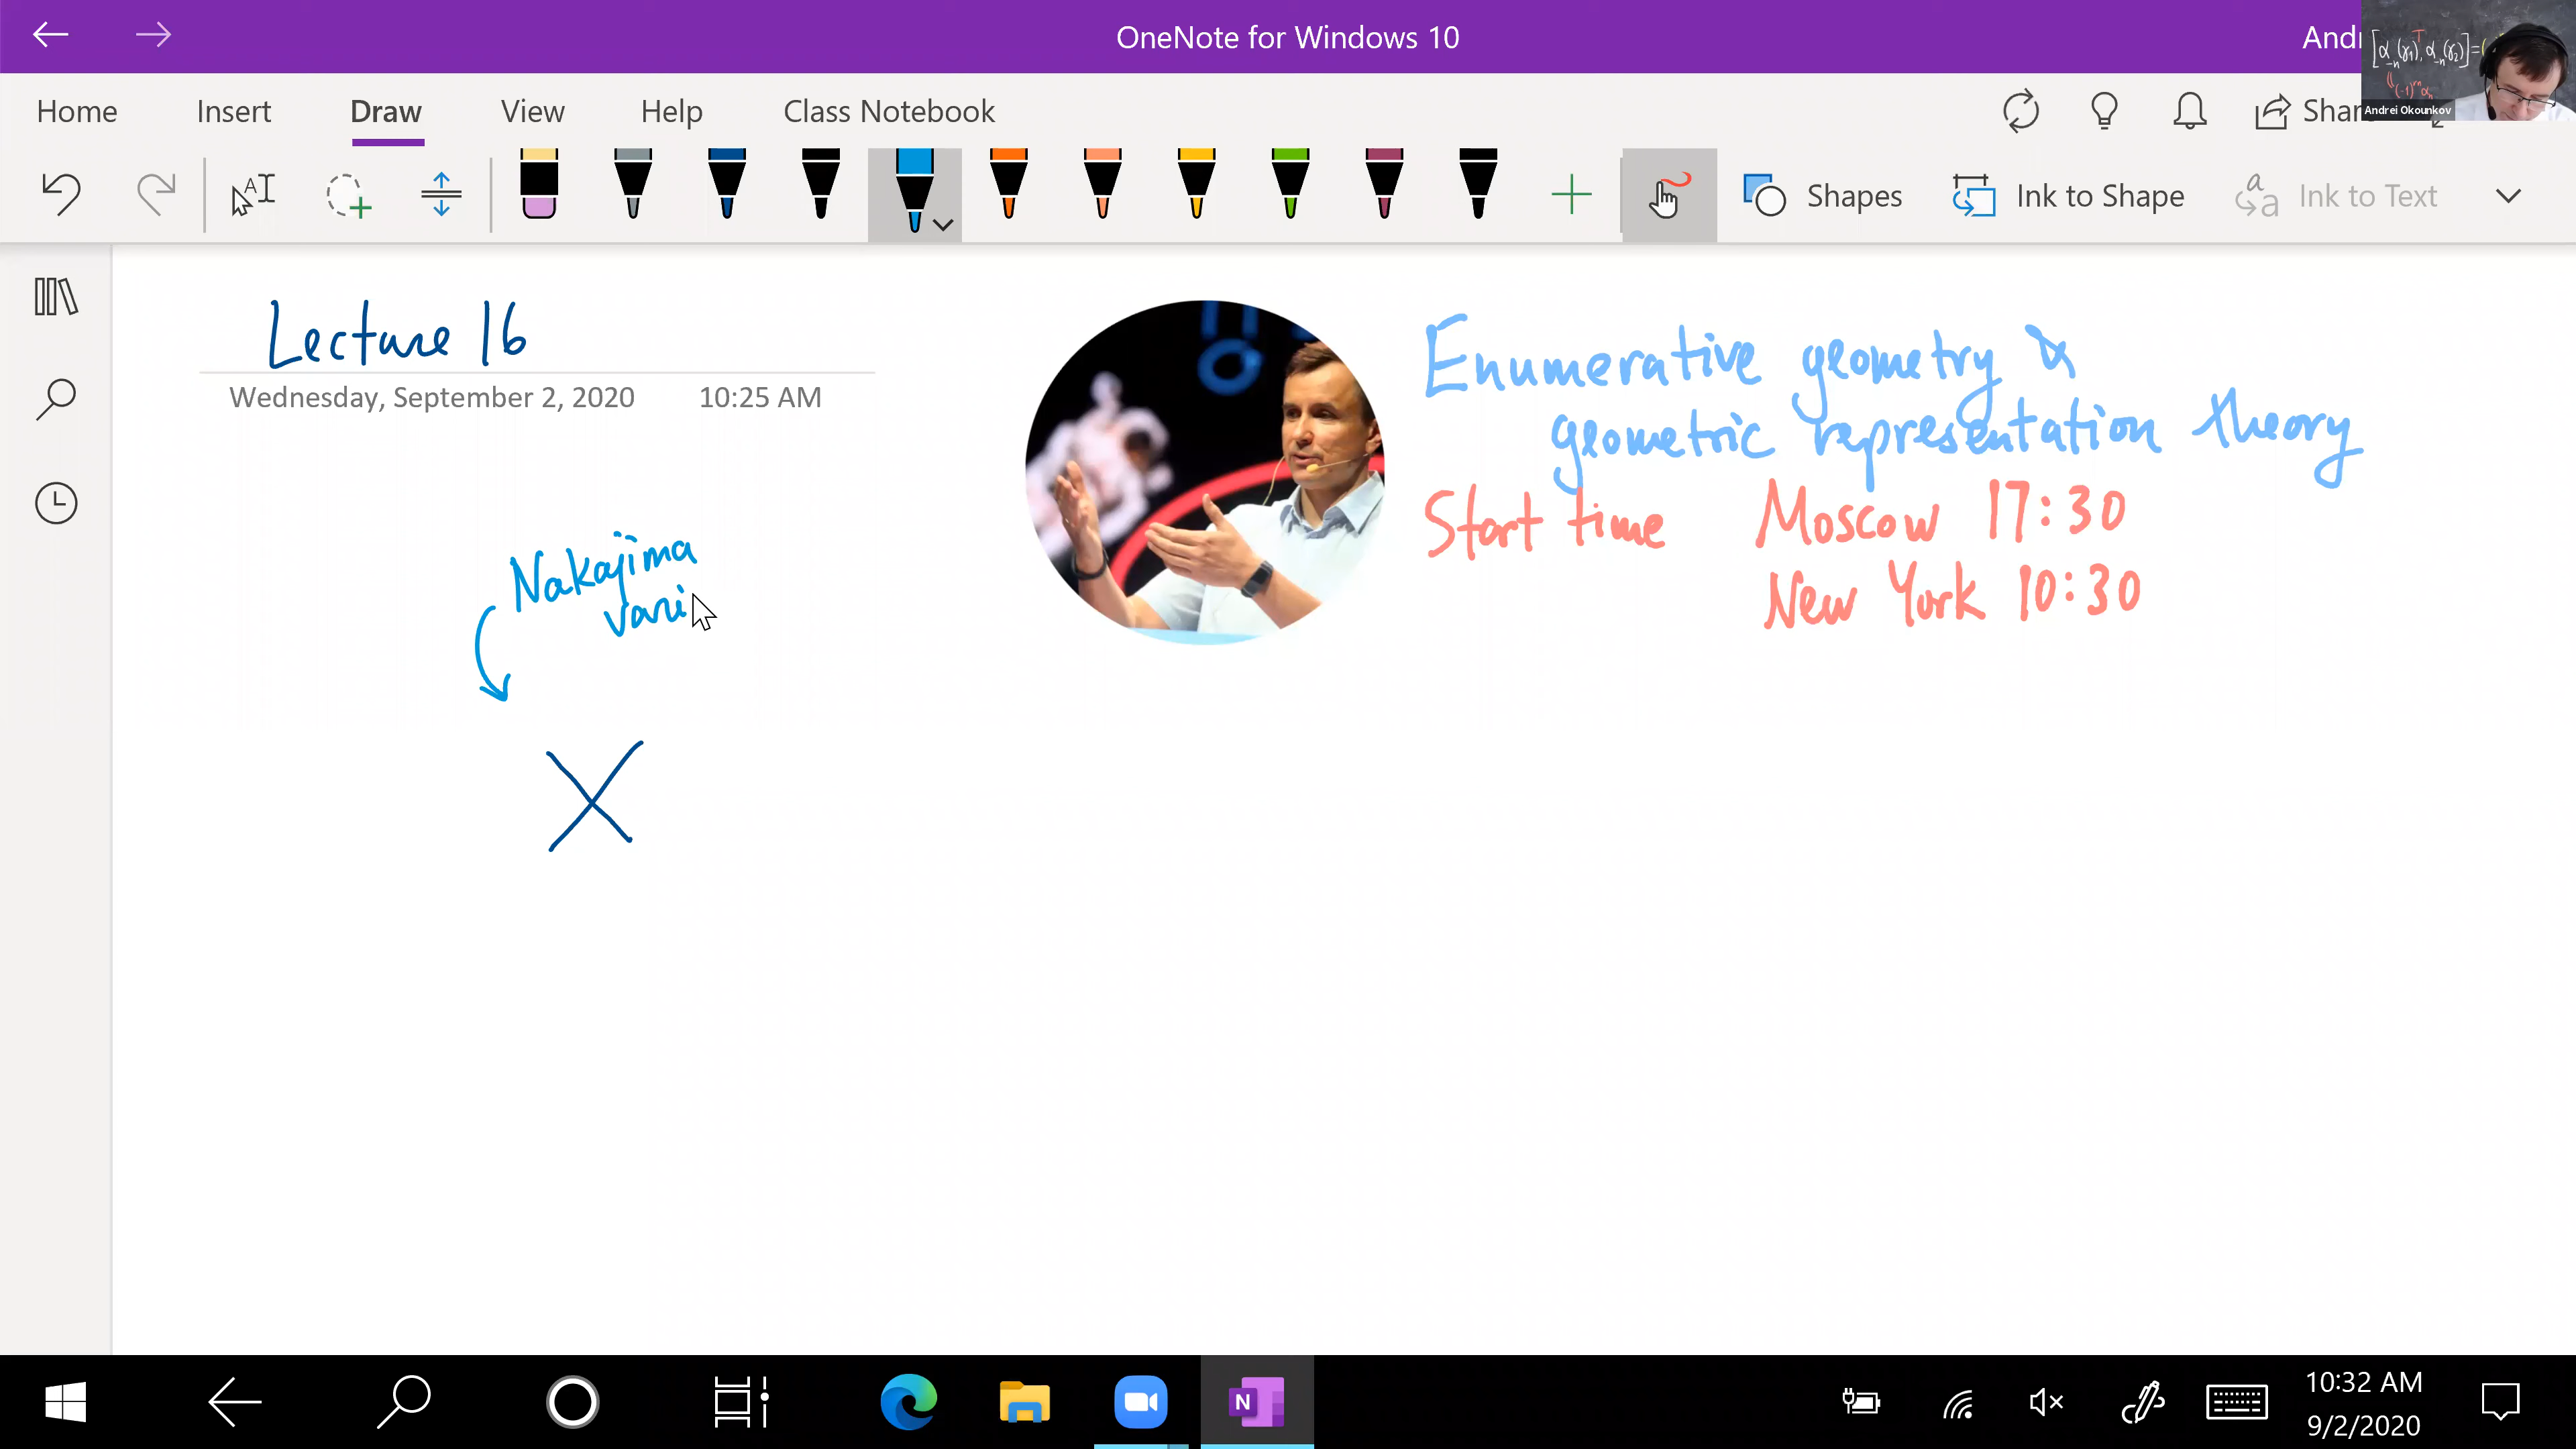 OneNote for Windows 10
Andr
Home Insert Draw View Help Class Notebook
Shar
Andrei Okounkov
Shapes Ink to Shape Ink to Text
Lecture 16
Wednesday, September 2, 2020 10:25 AM
Enumerative geometry &
geometric representation theory
Start time Moscow 17:30
New York 10:30
Nakajima
vari
X
10:32 AM
9/2/2020